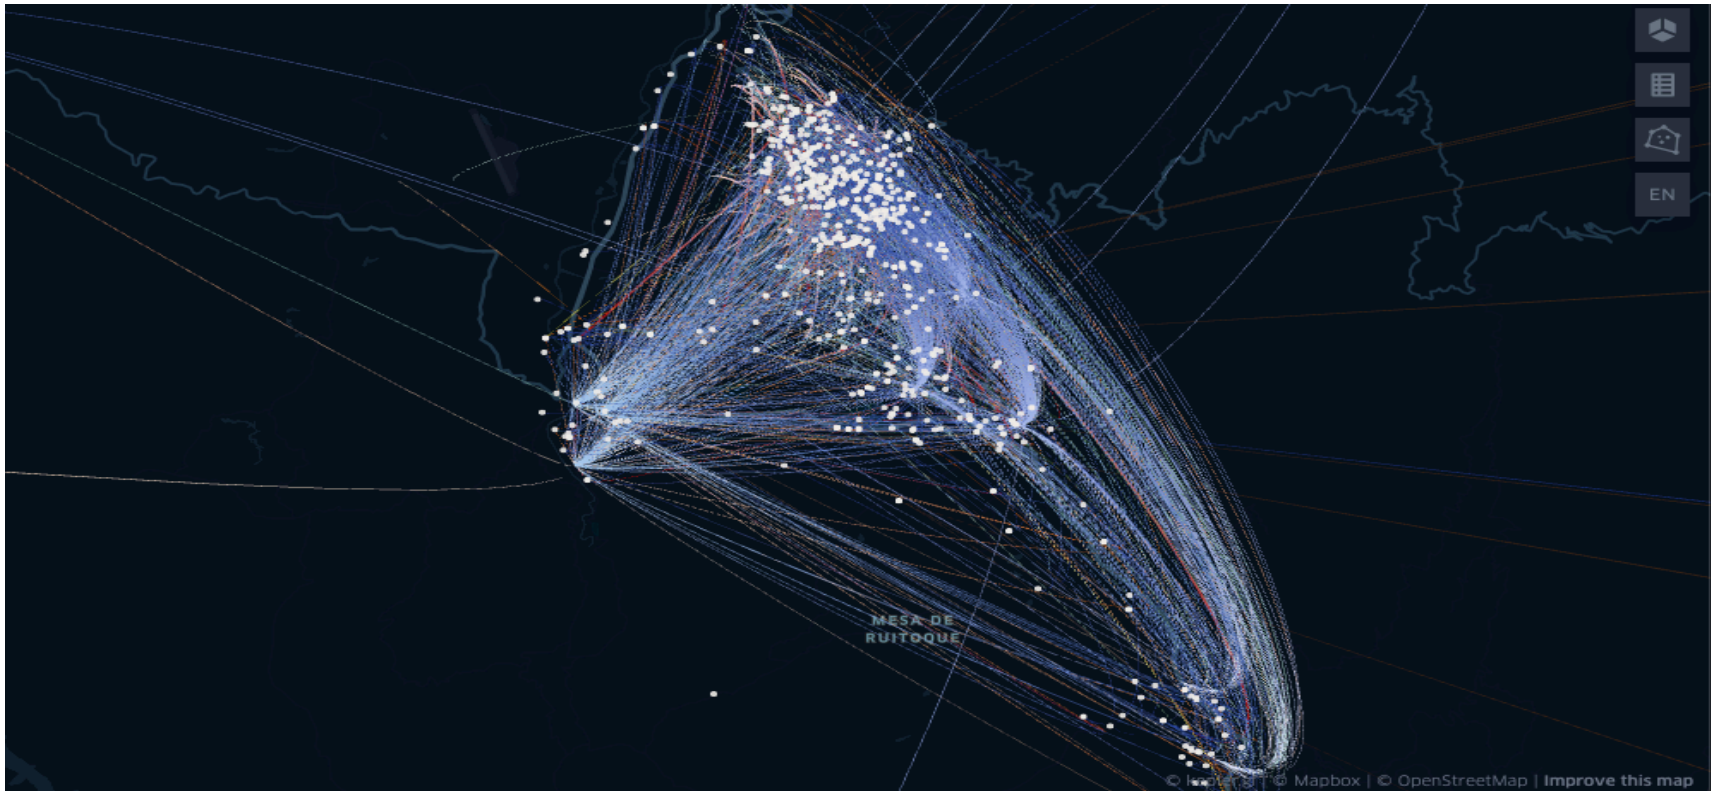 EN
MESA DE
RUITOQUE
© Mapbox | © OpenStreetMap | Improve this map